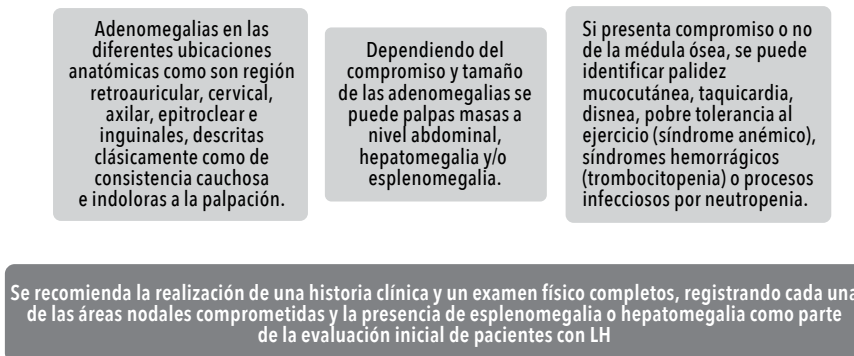 Adenomegalias en las
diferentes ubicaciones
anatómicas como son región
retroauricular, cervical,
axilar, epitroclear e
inguinales, descritas
clásicamente como de
consistencia cauchosa
e indoloras a la palpación.
Dependiendo del
compromiso y tamaño
de las adenomegalias se
puede palpas masas a
nivel abdominal,
hepatomegalia y/o
esplenomegalia.
Si presenta compromiso o no
de la médula ósea, se puede
identificar palidez
mucocutánea, taquicardia,
disnea, pobre tolerancia al
ejercicio (síndrome anémico),
síndromes hemorrágicos
(trombocitopenia) o procesos
infecciosos por neutropenia.
Se recomienda la realización de una historia clínica y un examen físico completos, registrando cada una
de las áreas nodales comprometidas y la presencia de esplenomegalia o hepatomegalia como parte
de la evaluación inicial de pacientes con LH